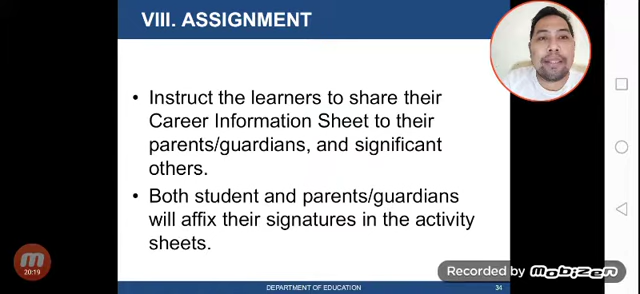 VIII. ASSIGNMENT
• Instruct the learners to share their
Career Information Sheet to their
parents/guardians, and significant
others.
• Both student and parents/guardians
will affix their signatures in the activity
sheets.
20:19
Recorded by mobizen
DEPARTMENT OF EDUCATION
34